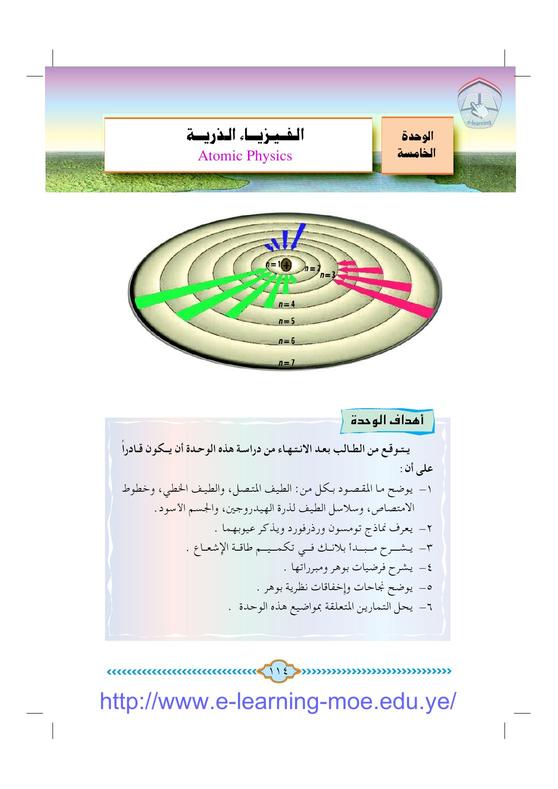 e-learning
الوحدة
الخامسة
الفيزياء الذرية
Atomic Physics
n=1
n=2
n=3
n=4
n=5
n=6
n=7
أهداف الوحدة
يتوقع من الطالب بعد الانتهاء من دراسة هذه الوحدة أن يكون قادراً
على أن :
١- يوضح ما المقصود بكل من : الطيف المتصل، والطيف الخطي، وخطوط
الامتصاص، وسلاسل الطيف لذرة الهيدروجين، والجسم الأسود.
٢- يعرف نماذج تومسون ورذرفورد ويذكر عيوبهما .
٣- يشرح مبدأ بلانك في تكميم طاقة الإشعاع .
٤- يشرح فرضيات بوهر ومبرراتها .
٥- يوضح نجاحات وإخفاقات نظرية بوهر .
٦- يحل التمارين المتعلقة بمواضيع هذه الوحدة .
١١٤
http://www.e-learning-moe.edu.ye/